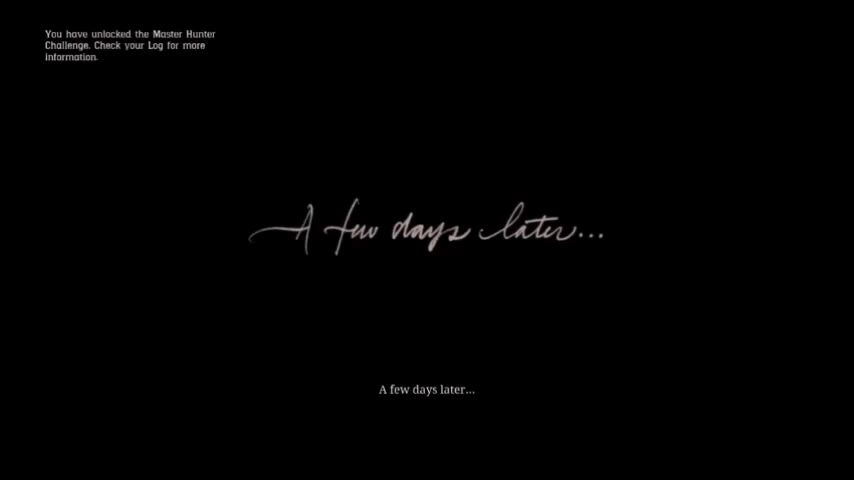 You have unlocked the Master Hunter
Challenge. Check your Log for more
information.
A few days later...
A few days later...